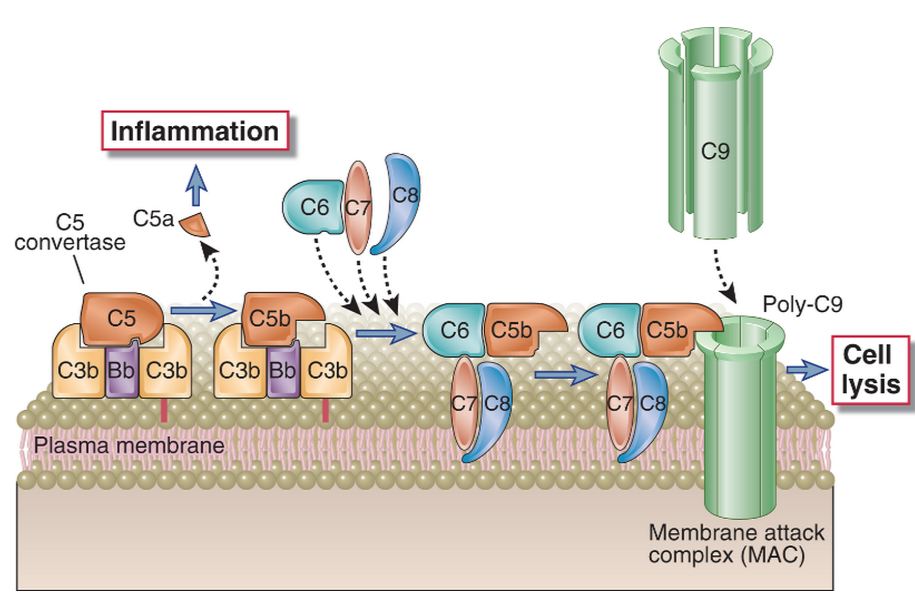 Inflammation
C5
convertase
C5a
C6
C7
C8
C9
C5
C3b
Bb
C3b
C5b
C3b
Bb
C3b
C6
C5b
C7
C8
C6
C5b
C7
C8
Poly-C9
Cell
lysis
Plasma membrane
Membrane attack
complex (MAC)